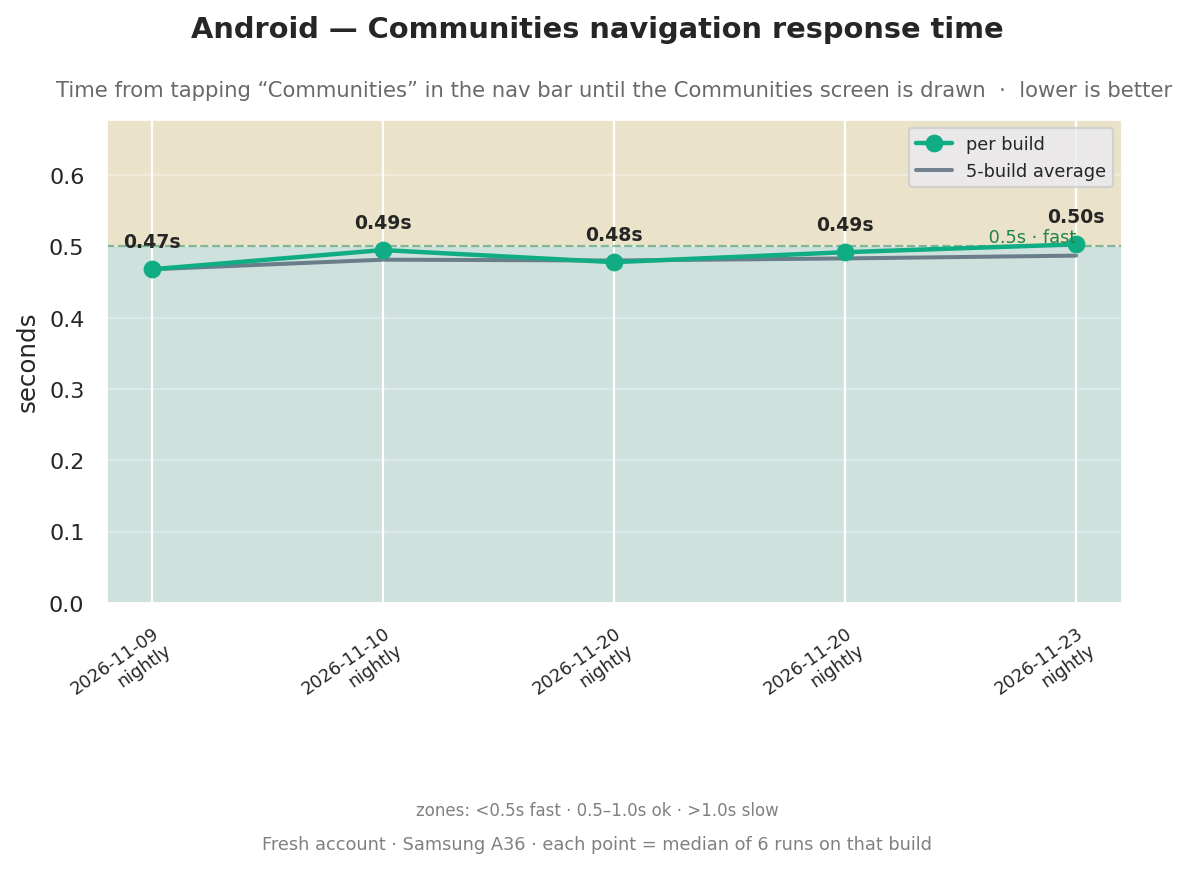 Android — Communities navigation response time
Time from tapping “Communities” in the nav bar until the Communities screen is drawn · lower is better
per build
5-build average
0.6
0.5
0.4
0.3
0.2
0.1
0.0
seconds
0.47s
0.49s
0.48s
0.49s
0.50s
0.5s · fast
2026-11-09
nightly
2026-11-10
nightly
2026-11-20
nightly
2026-11-20
nightly
2026-11-23
nightly
zones: <0.5s fast · 0.5–1.0s ok · >1.0s slow
Fresh account · Samsung A36 · each point = median of 6 runs on that build